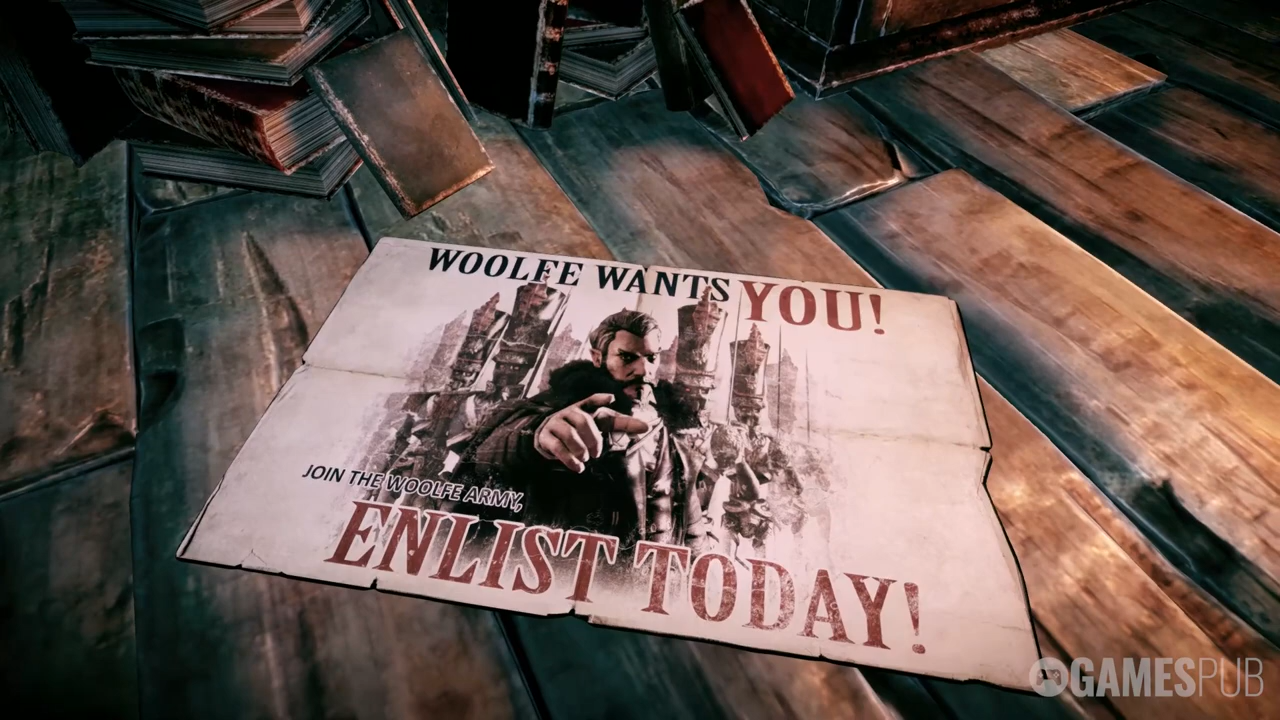 WOOLFE WANTS YOU!
JOIN THE WOOLFE ARMY,
ENLIST TODAY!
GAMESPUB